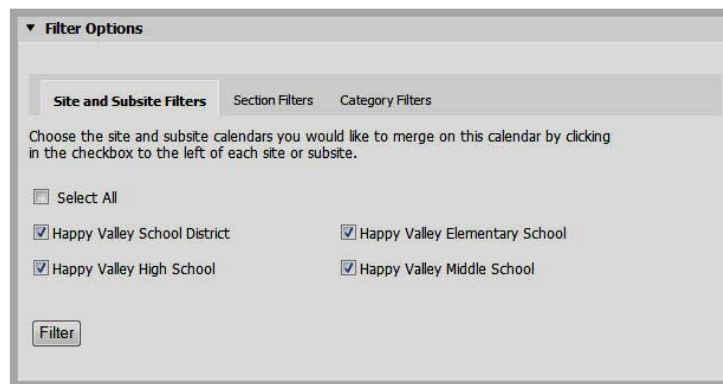 Filter Options
Site and Subsite Filters Section Filters Category Filters
Choose the site and subsite calendars you would like to merge on this calendar by clicking
in the checkbox to the left of each site or subsite.
Select All
Happy Valley School District Happy Valley Elementary School
Happy Valley High School Happy Valley Middle School
Filter